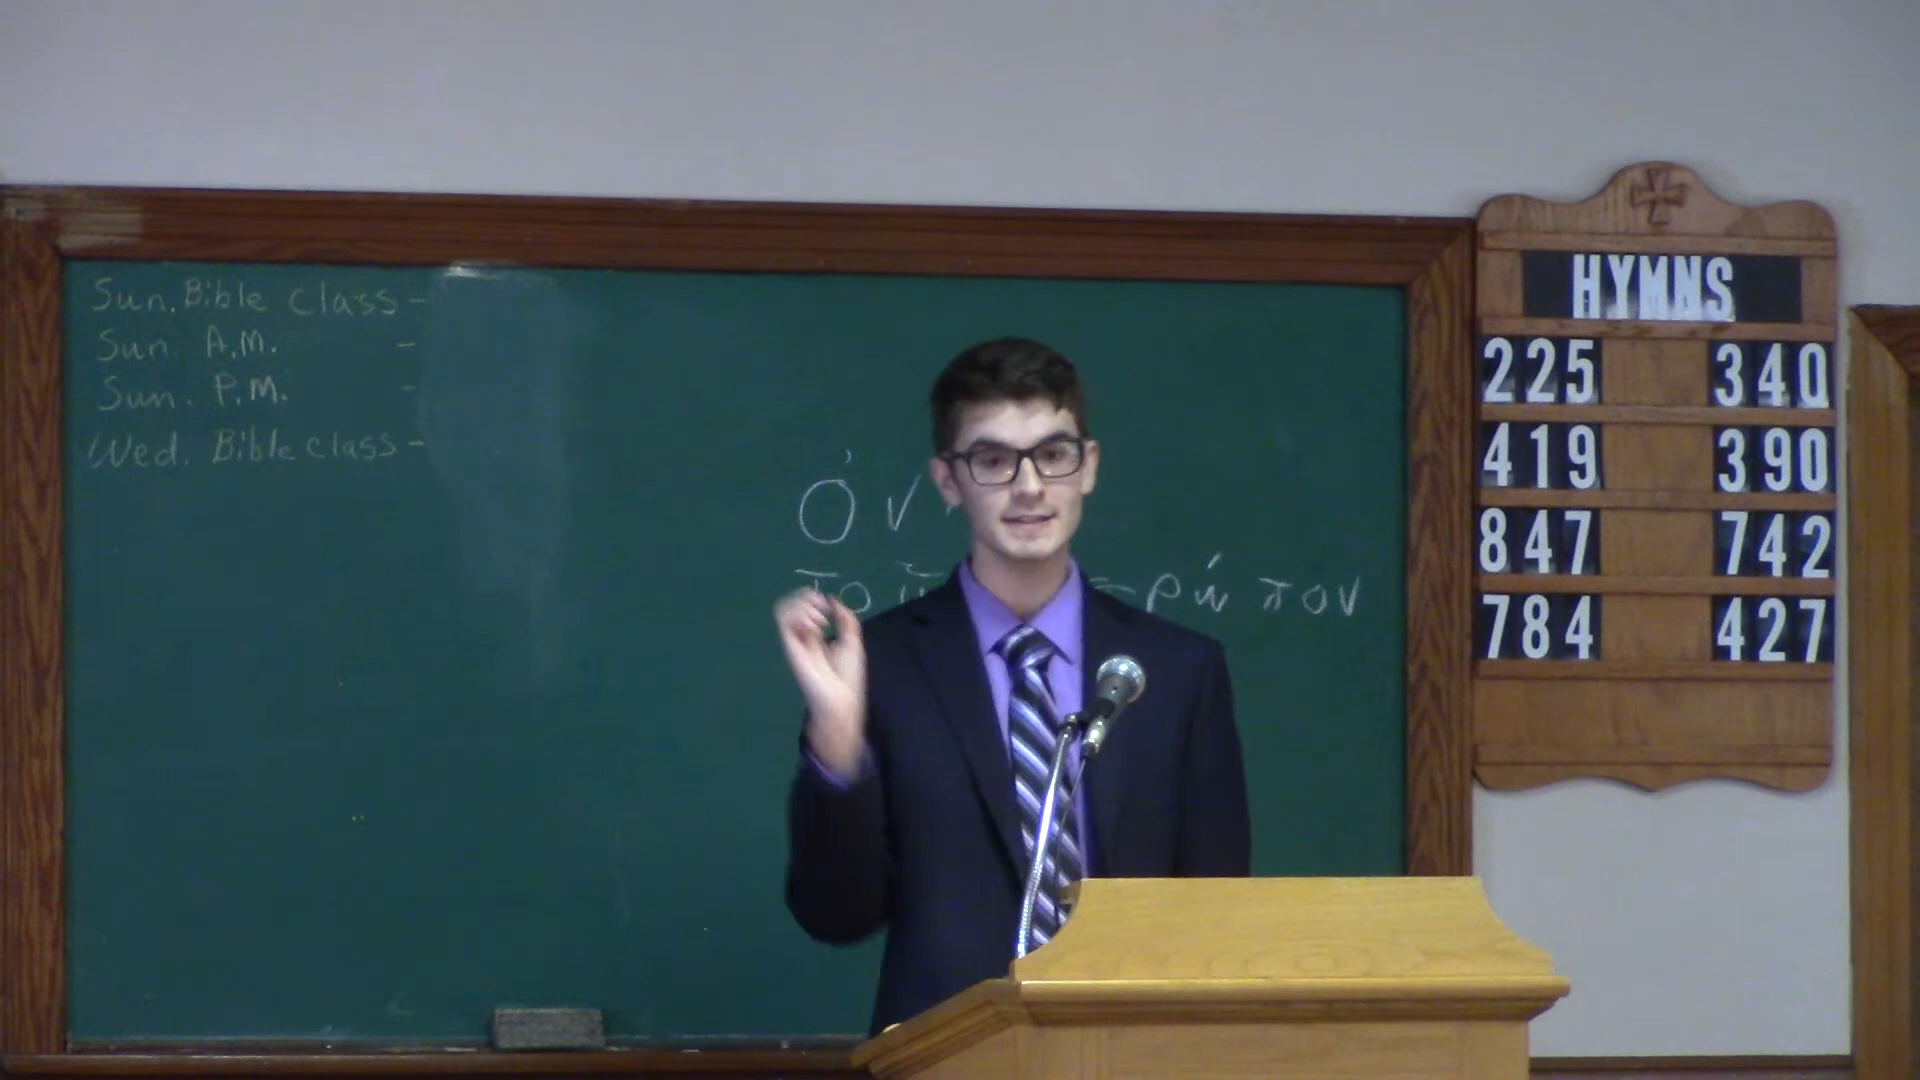 Sun. Bible class -
Sun. A.M. -
Sun. P.M. -
Wed. Bible class -
HYMNS
225 340
419 390
847 742
784 427